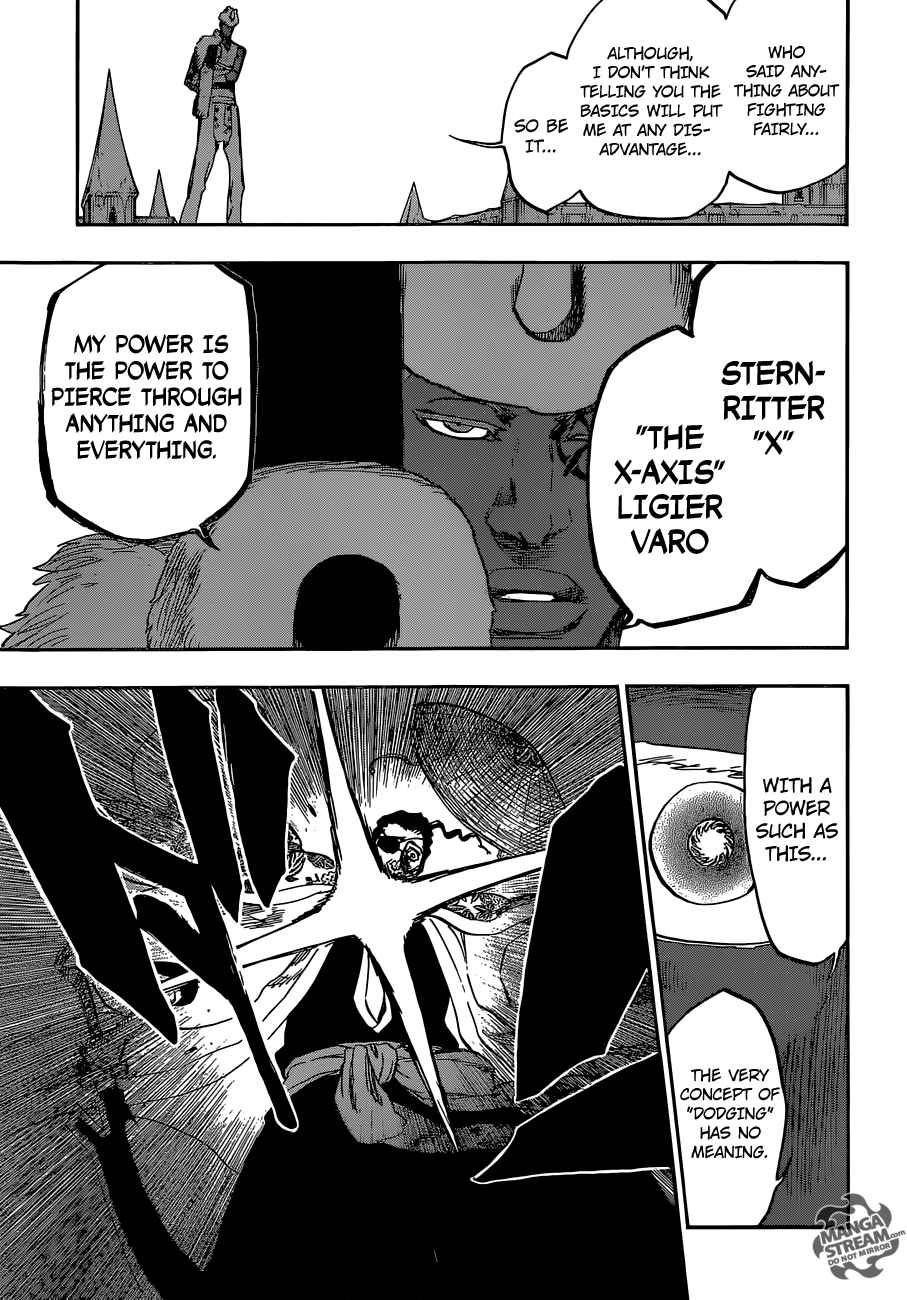 WHO
SAID ANY-
THING ABOUT
FIGHTING
FAIRLY...
ALTHOUGH,
I DON'T THINK
TELLING YOU THE
BASICS WILL PUT
ME AT ANY DIS-
ADVANTAGE...
SO BE
IT...
STERN-
RITTER
"X"
"THE
X-AXIS"
LIGIER
VARO
MY POWER IS
THE POWER TO
PIERCE THROUGH
ANYTHING AND
EVERYTHING.
WITH A
POWER
SUCH AS
THIS...
THE VERY
CONCEPT OF
"DODGING"
HAS NO
MEANING.
MANGA
STREAM.com
DO NOT MIRROR!